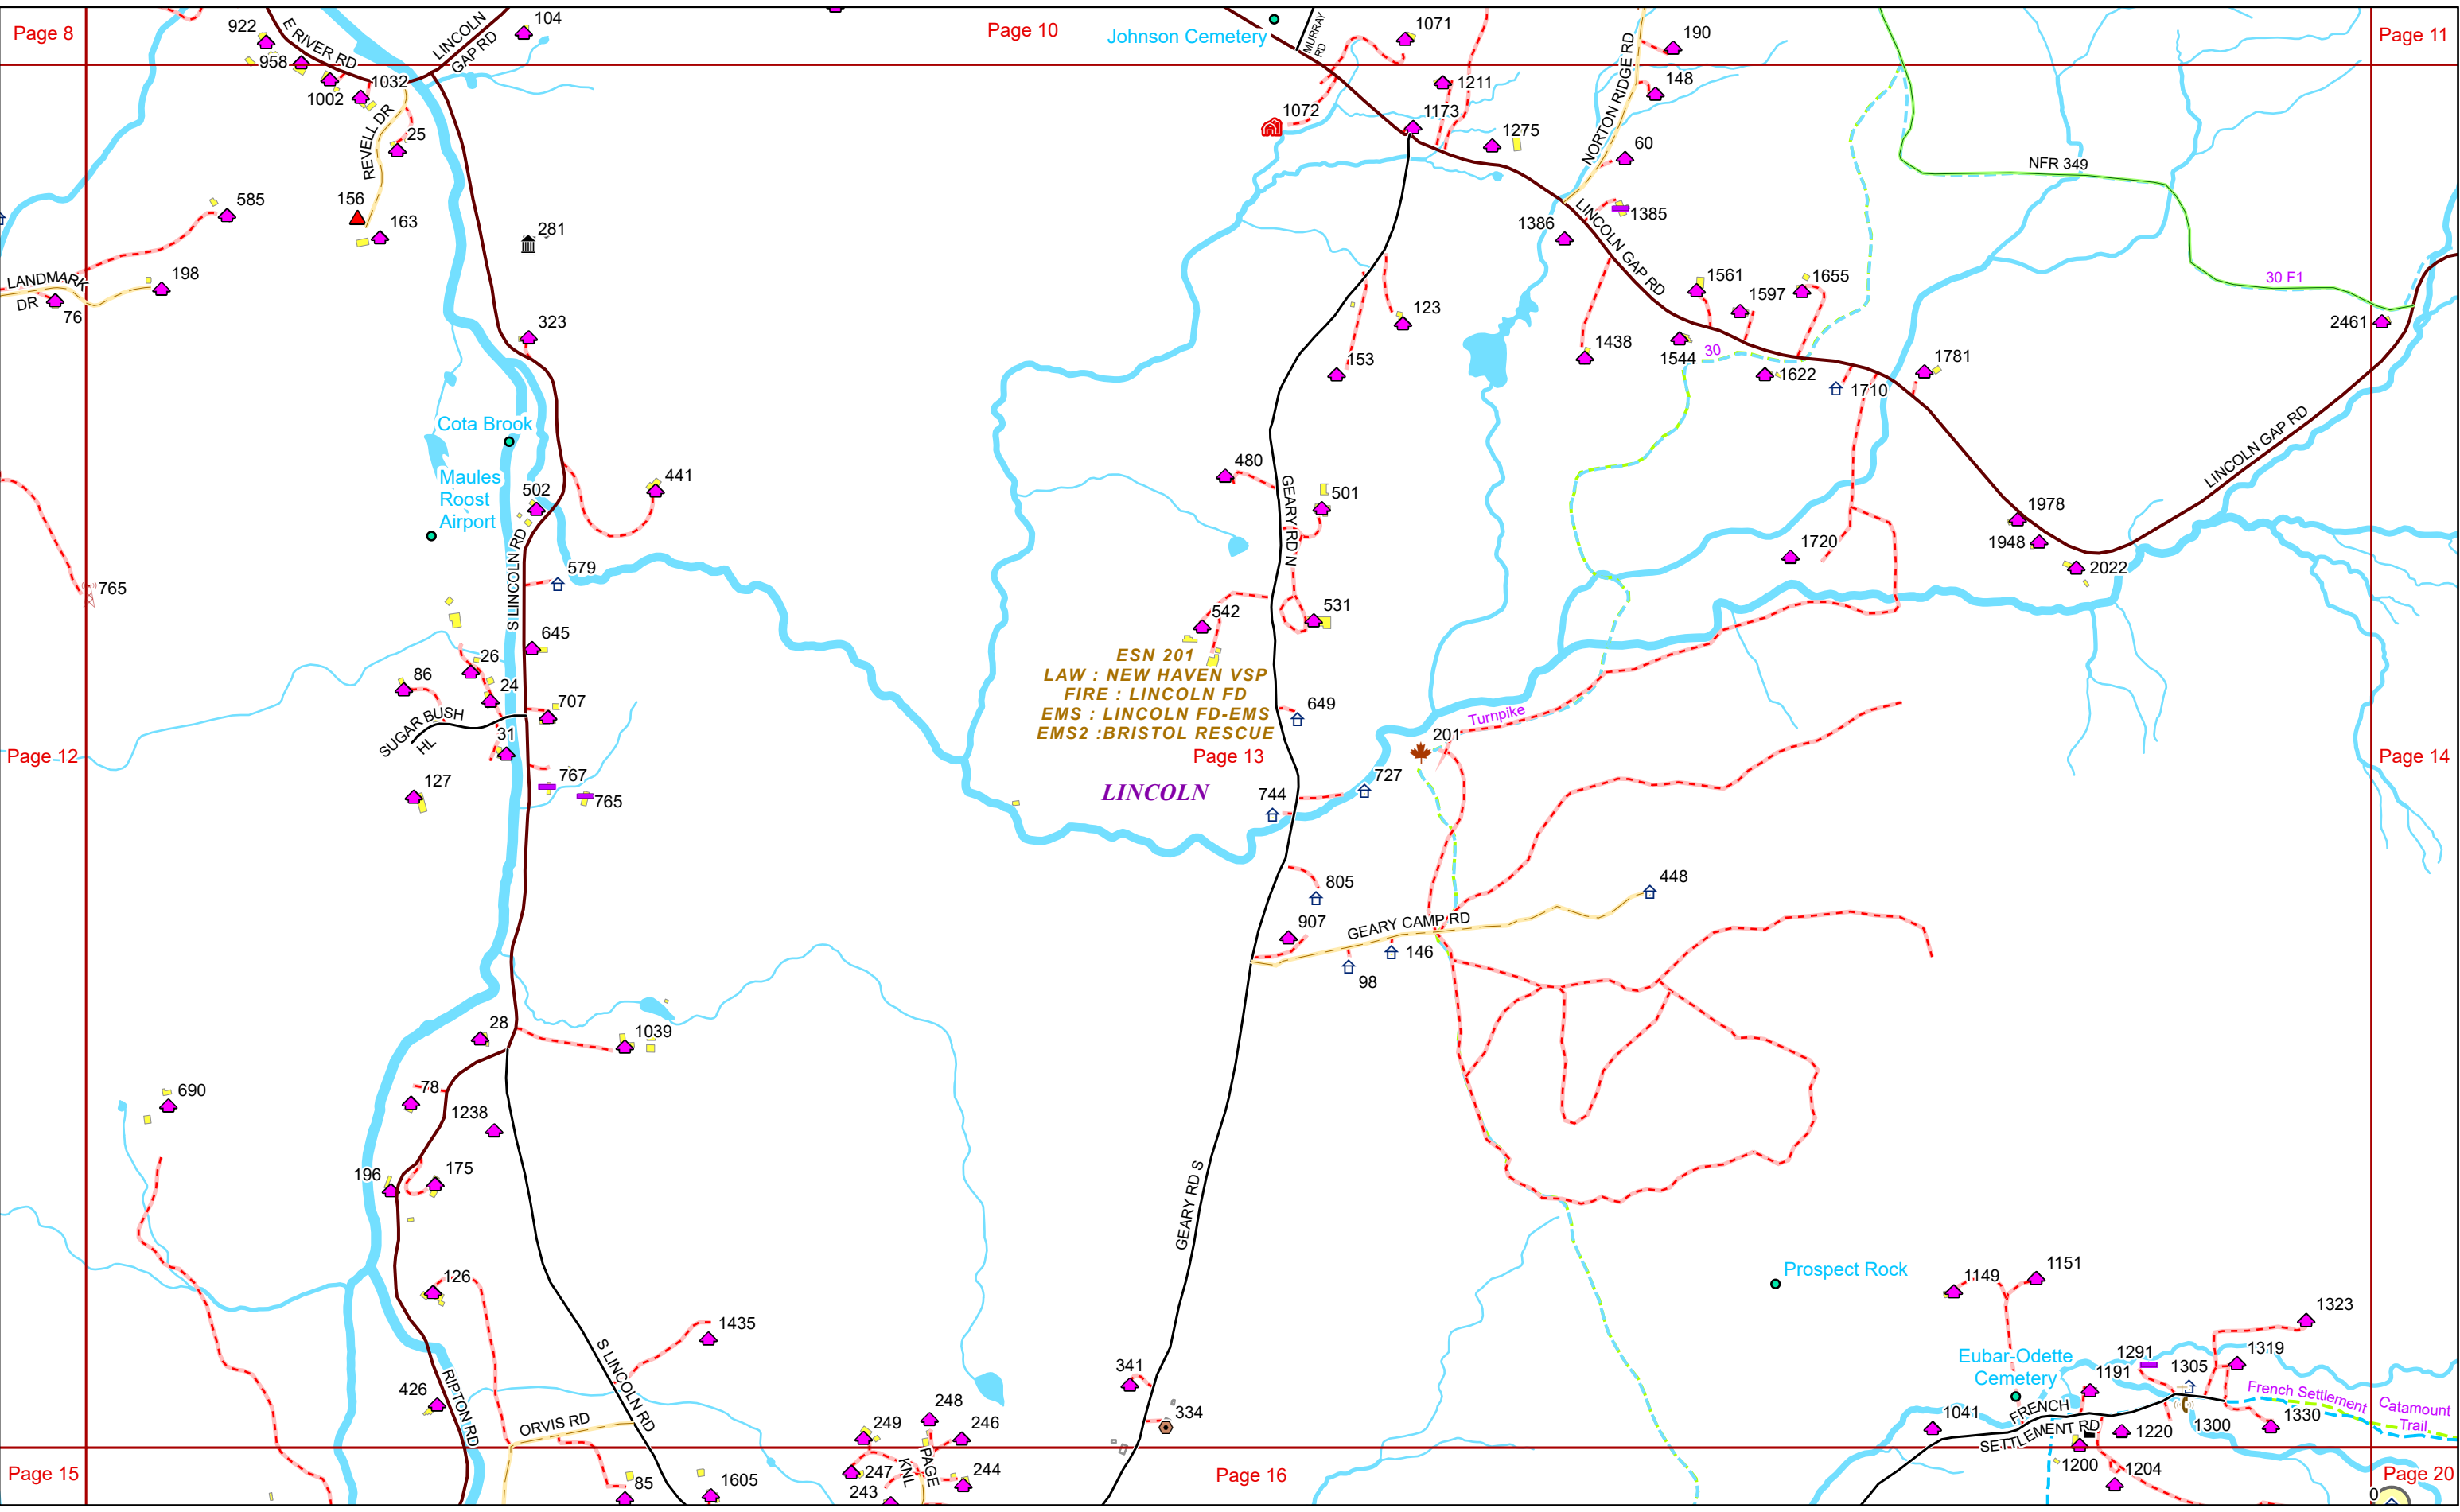 Page 8
922
E RIVER RD
LINCOLN
GAP RD
104
Page 10
Johnson Cemetery
MURRAY
RD
1071
190
Page 11
958
1002
1032
REVELL DR
25
1072
1211
1173
1275
NORTON RIDGE RD
148
60
NFR 349
585
156
163
281
1386
1385
LINCOLN GAP RD
LANDMARK
DR
76
198
323
123
153
1438
1561
1597
1655
1544
30
1622
1710
1781
30 F1
2461
LINCOLN GAP RD
Cota Brook
Maules
Roost
Airport
502
441
480
GEARY RD N
501
1978
1948
2022
1720
S LINCOLN RD
579
765
645
542
531
26
86
24
707
SUGAR BUSH
HL
31
127
767
765
ESN 201
LAW : NEW HAVEN VSP
FIRE : LINCOLN FD
EMS : LINCOLN FD-EMS
EMS2 :BRISTOL RESCUE
649
Turnpike
201
Page 12
Page 13
Page 14
LINCOLN
744
727
805
448
907
GEARY CAMP RD
98
146
28
1039
690
78
1238
196
175
GEARY RD S
126
1435
S LINCOLN RD
426
RIPTON RD
ORVIS RD
341
334
249
248
246
247
243
KNL
PAGE
244
85
1605
Prospect Rock
1149
1151
1323
Eubar-Odette
Cemetery
1291
1191
1305
1319
French Settlement
Catamount
Trail
1041
FRENCH
SETTLEMENT RD
1220
1300
1330
1200
1204
Page 15
Page 16
Page 20
0